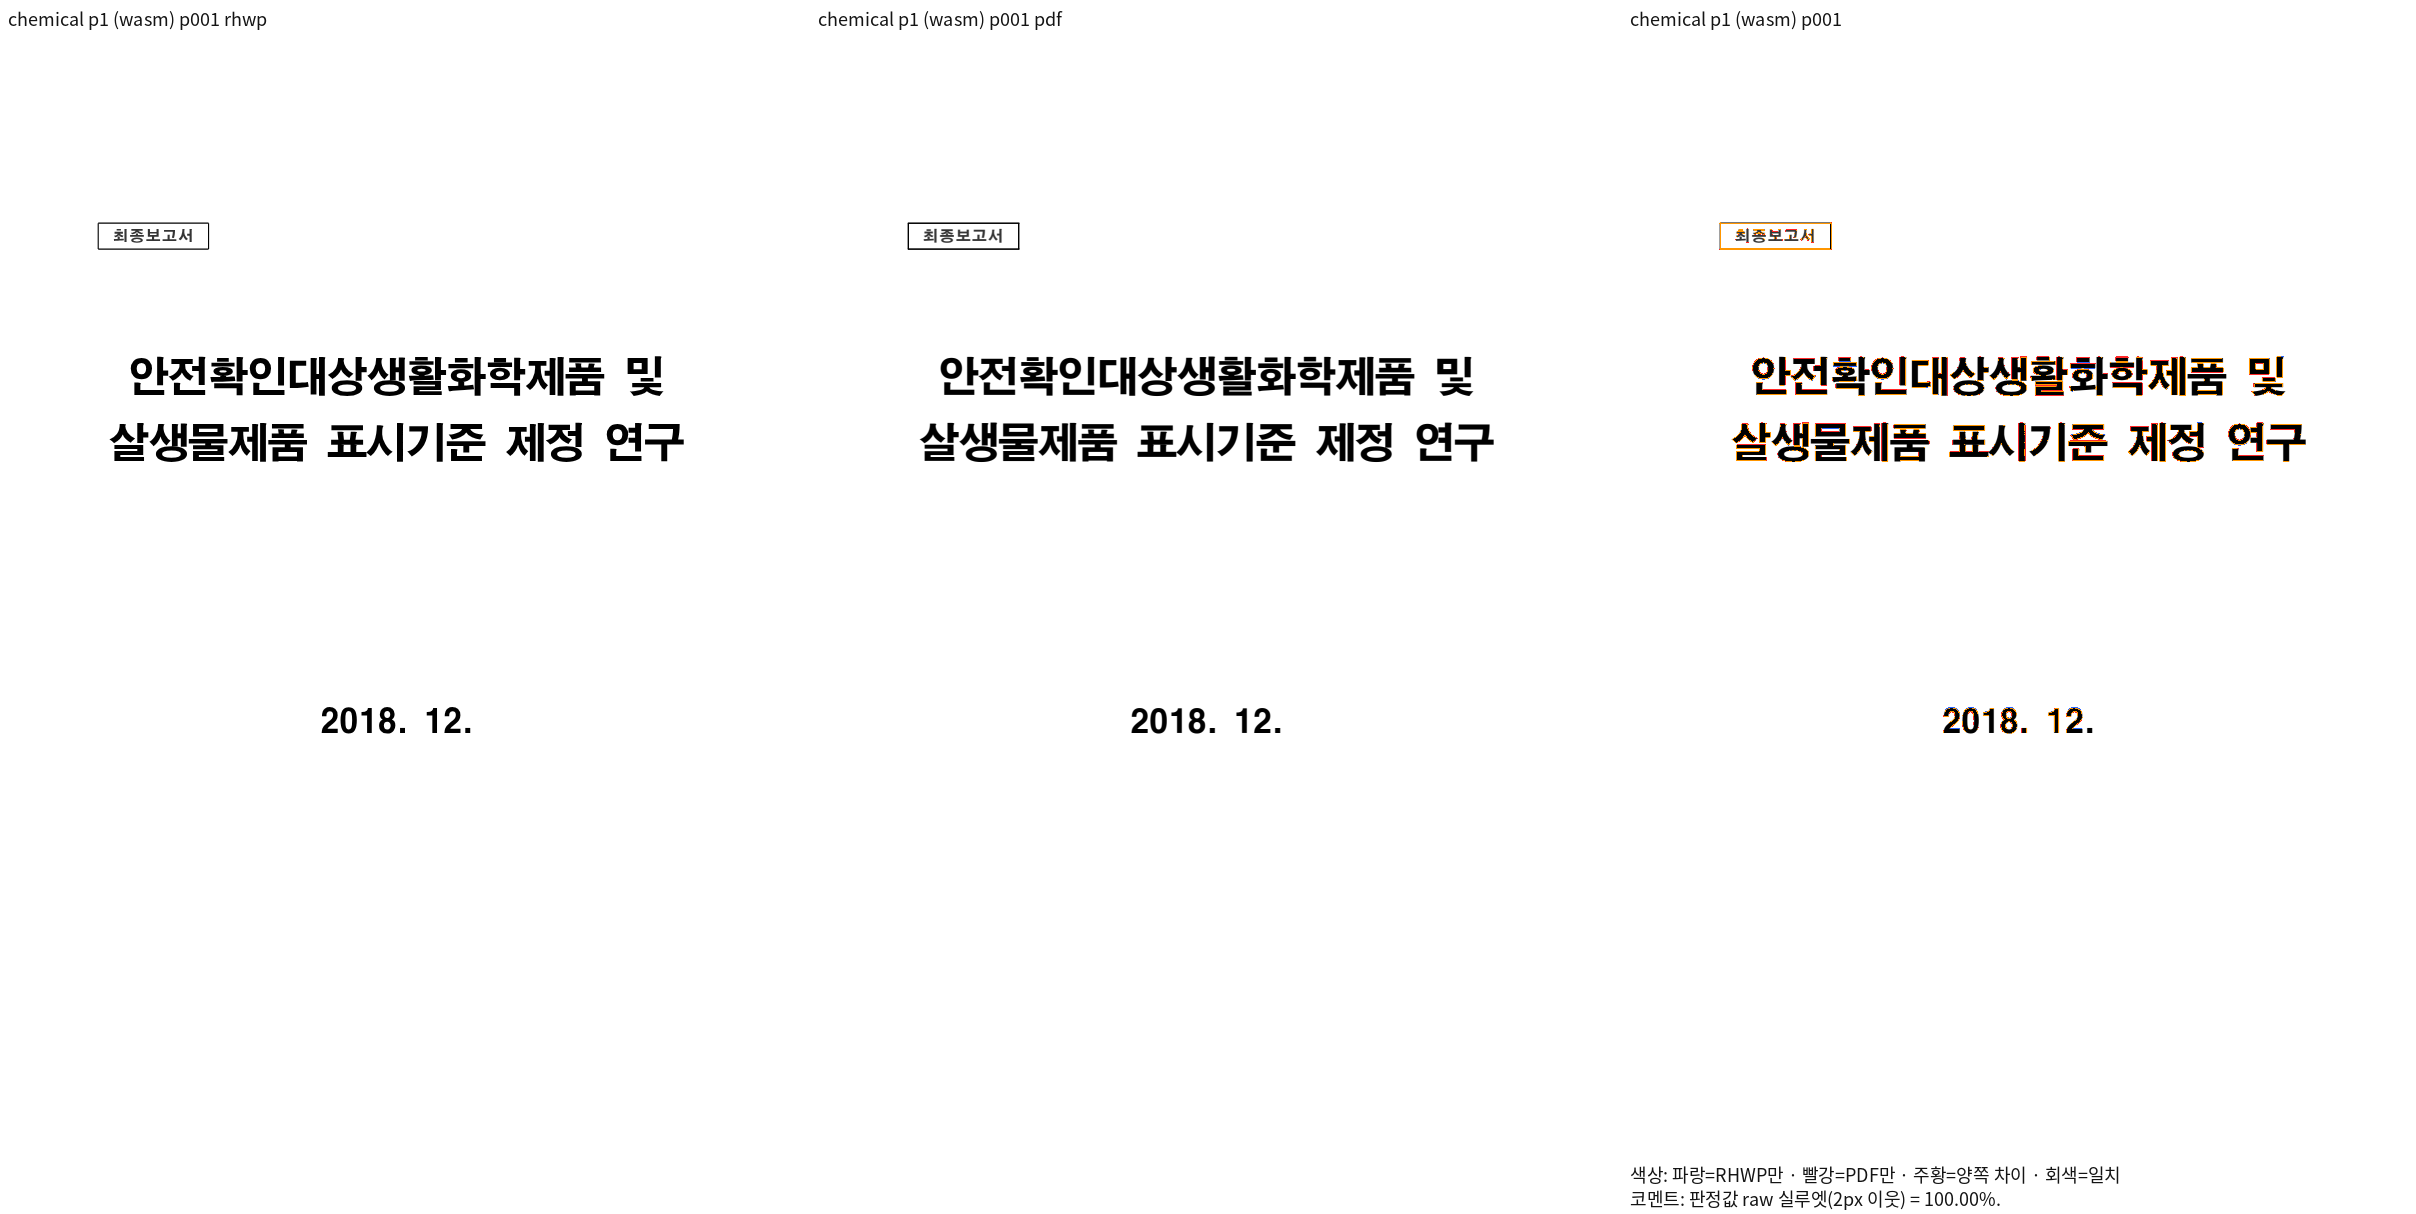 chemical p1 (wasm) p001 rhwp
최종보고서
안전확인대상생활화학제품 및
살생물제품 표시기준 제정 연구
2018. 12.
chemical p1 (wasm) p001 pdf
최종보고서
안전확인대상생활화학제품 및
살생물제품 표시기준 제정 연구
2018. 12.
chemical p1 (wasm) p001
최종보고서
안전확인대상생활화학제품 및
살생물제품 표시기준 제정 연구
2018. 12.
색상: 파랑=RHWP만 · 빨강=PDF만 · 주황=양쪽 차이 · 회색=일치
코멘트: 판정값 raw 실루엣(2px 이웃) = 100.00%.